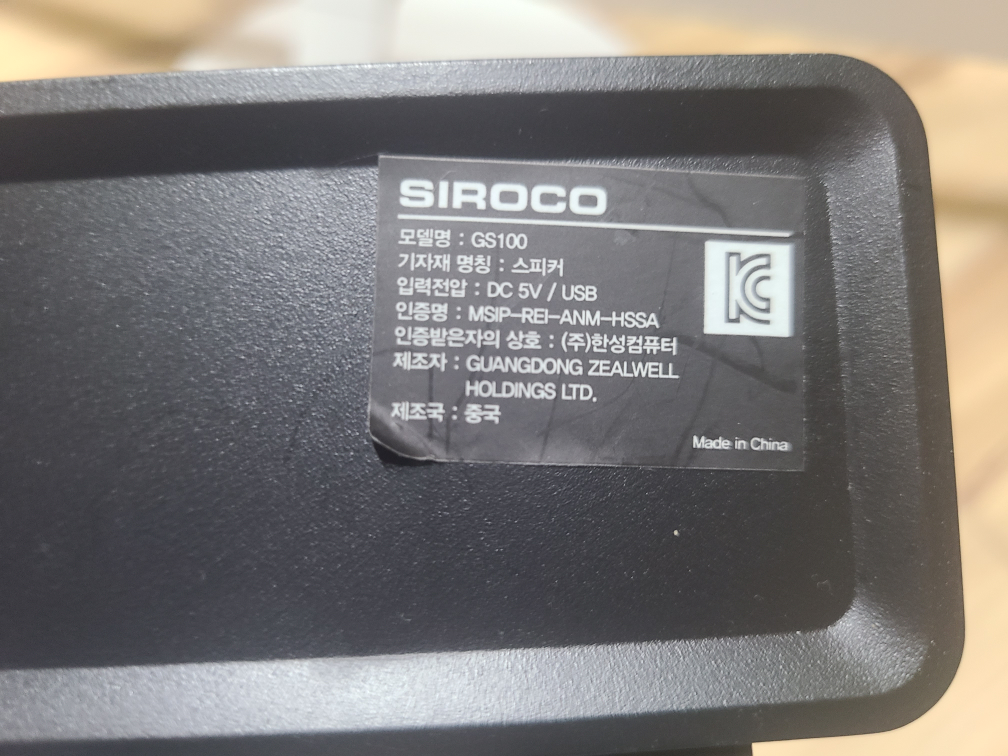 SIROCO
모델명 : GS100
기자재 명칭 : 스피커
입력전압 : DC 5V / USB
인증명 : MSIP-REI-ANM-HSSA
인증받은자의 상호 : (주)한성컴퓨터
제조자 : GUANGDONG ZEALWELL
HOLDINGS LTD.
제조국 : 중국
Made in China